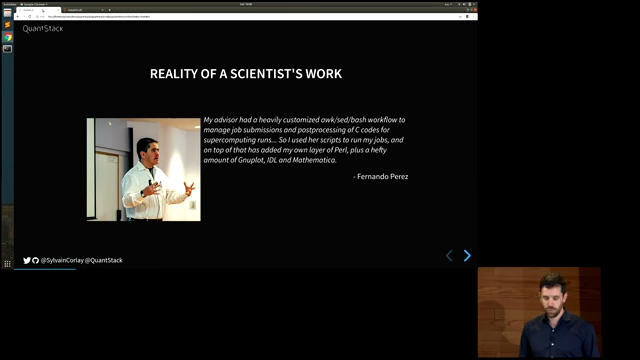 QuantStack
REALITY OF A SCIENTIST'S WORK
My advisor had a heavily customized awk/sed/bash workflow to
manage job submissions and postprocessing of C codes for
supercomputing runs... So I used her scripts to run my jobs, and
on top of that has added my own layer of Perl, plus a hefty
amount of Gnuplot, IDL and Mathematica.
- Fernando Perez
@SylvainCorlay @QuantStack